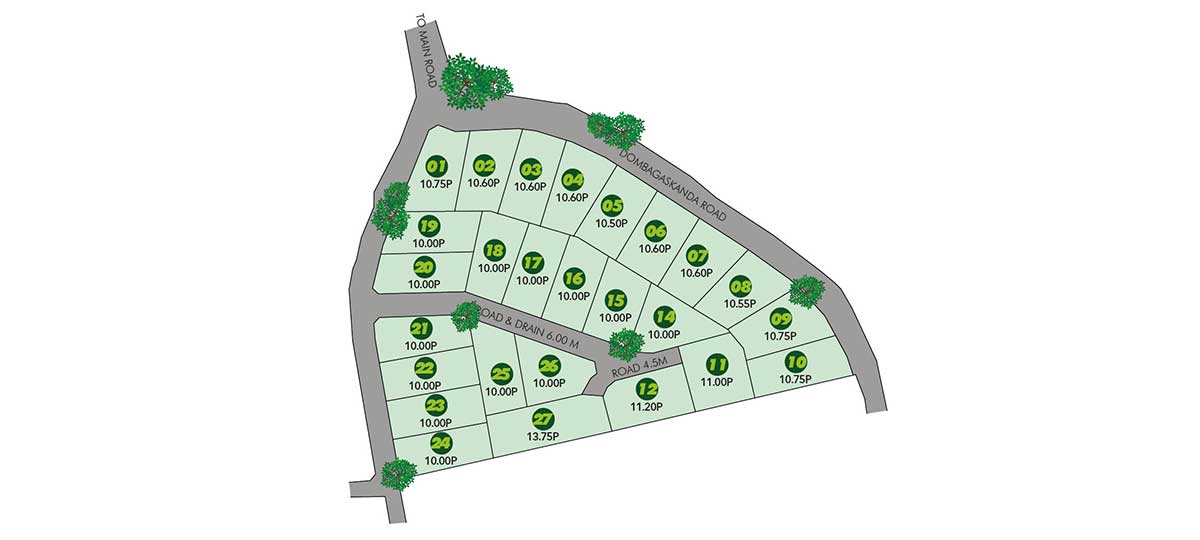 TO MAIN ROAD
DOMBAGASKANDA ROAD
01
10.75P
02
10.60P
03
10.60P
04
10.60P
05
10.50P
06
10.60P
07
10.60P
08
10.55P
09
10.75P
10
10.75P
19
10.00P
20
10.00P
18
10.00P
17
10.00P
16
10.00P
15
10.00P
14
10.00P
ROAD & DRAIN 6.00 M
ROAD 4.5M
11
11.00P
12
11.20P
21
10.00P
22
10.00P
23
10.00P
24
10.00P
25
10.00P
26
10.00P
27
13.75P